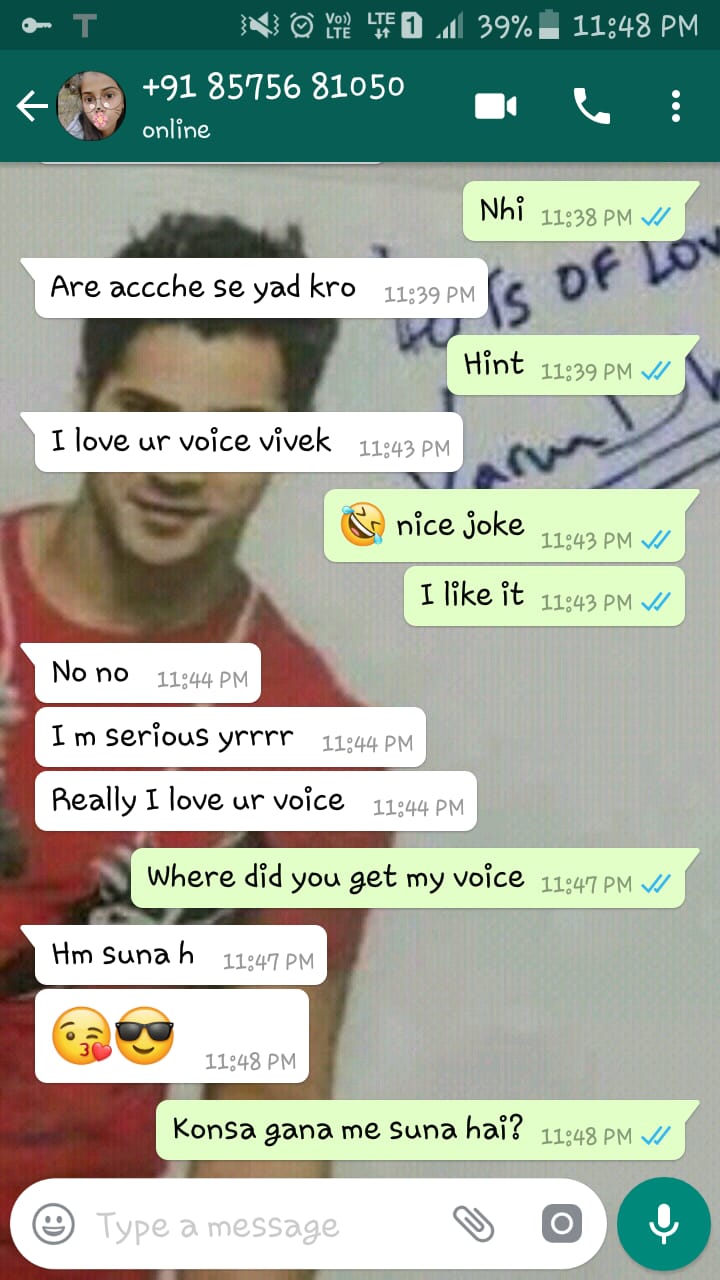 T Vo)) LTE LTE 1 39% 11:48 PM
+91 85756 81050
online
Nhi 11:38 PM
LOTS OF LOV
Are accche se yad kro 11:39 PM
Hint 11:39 PM
I love ur voice vivek 11:43 PM
Varun
🤣 nice joke 11:43 PM
I like it 11:43 PM
No no 11:44 PM
I m serious yrrrr 11:44 PM
Really I love ur voice 11:44 PM
Where did you get my voice 11:47 PM
Hm suna h 11:47 PM
😘😎 11:48 PM
Konsa gana me suna hai? 11:48 PM
Type a message